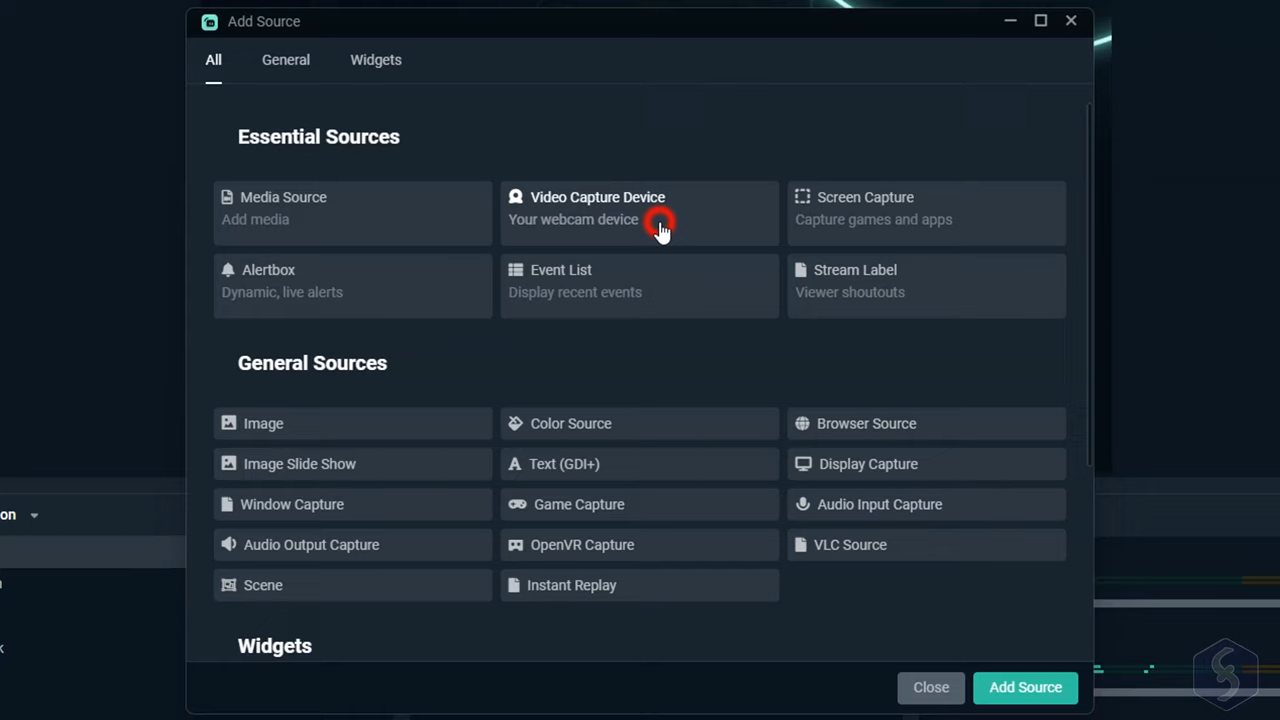 Add Source
All General Widgets
Essential Sources
Media Source
Add media
Video Capture Device
Your webcam device
Screen Capture
Capture games and apps
Alertbox
Dynamic, live alerts
Event List
Display recent events
Stream Label
Viewer shoutouts
General Sources
Image
Color Source
Browser Source
Image Slide Show
Text (GDI+)
Display Capture
Window Capture
Game Capture
Audio Input Capture
Audio Output Capture
OpenVR Capture
VLC Source
Scene
Instant Replay
Widgets
Close
Add Source
on